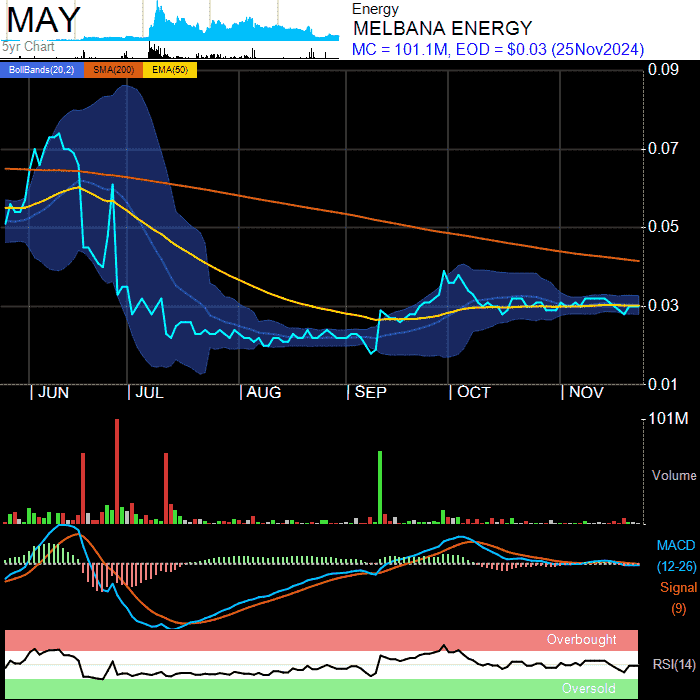 MAY
5yr Chart
Energy
MELBANA ENERGY
MC = 101.1M, EOD = $0.03 (25Nov2024)
BollBands(20,2) SMA(200) EMA(50)
0.09
0.07
0.05
0.03
0.01
JUN JUL AUG SEP OCT NOV
101M
Volume
MACD
(12-26)
Signal
(9)
Overbought
RSI(14)
Oversold